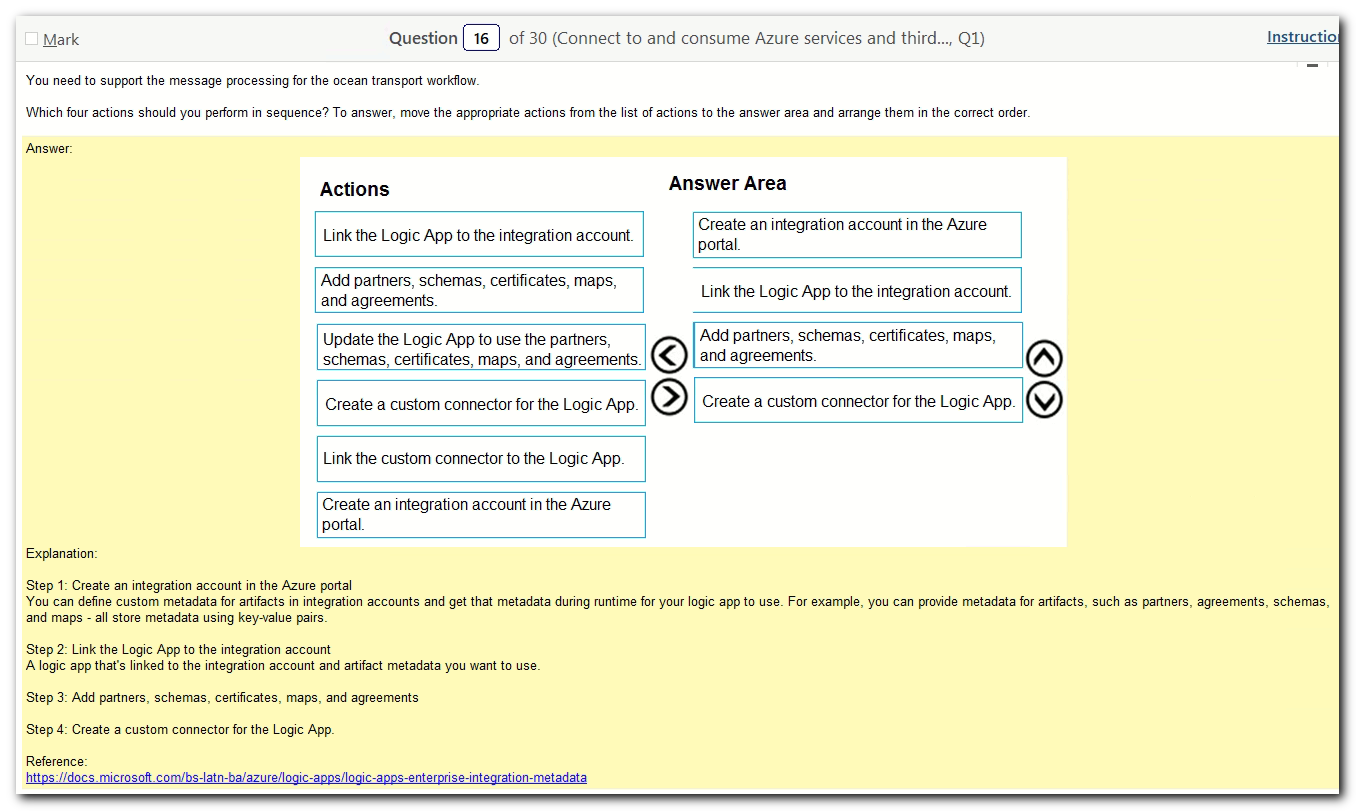 Mark
Question 16 of 30 (Connect to and consume Azure services and third..., Q1)
Instructio
You need to support the message processing for the ocean transport workflow.
Which four actions should you perform in sequence? To answer, move the appropriate actions from the list of actions to the answer area and arrange them in the correct order.
Answer:
Actions
Link the Logic App to the integration account.
Add partners, schemas, certificates, maps,
and agreements.
Update the Logic App to use the partners,
schemas, certificates, maps, and agreements.
Create a custom connector for the Logic App.
Link the custom connector to the Logic App.
Create an integration account in the Azure
portal.
Answer Area
Create an integration account in the Azure
portal.
Link the Logic App to the integration account.
Add partners, schemas, certificates, maps,
and agreements.
Create a custom connector for the Logic App.
Explanation:
Step 1: Create an integration account in the Azure portal
You can define custom metadata for artifacts in integration accounts and get that metadata during runtime for your logic app to use. For example, you can provide metadata for artifacts, such as partners, agreements, schemas,
and maps - all store metadata using key-value pairs.
Step 2: Link the Logic App to the integration account
A logic app that's linked to the integration account and artifact metadata you want to use.
Step 3: Add partners, schemas, certificates, maps, and agreements
Step 4: Create a custom connector for the Logic App.
Reference:
https://docs.microsoft.com/bs-latn-ba/azure/logic-apps/logic-apps-enterprise-integration-metadata